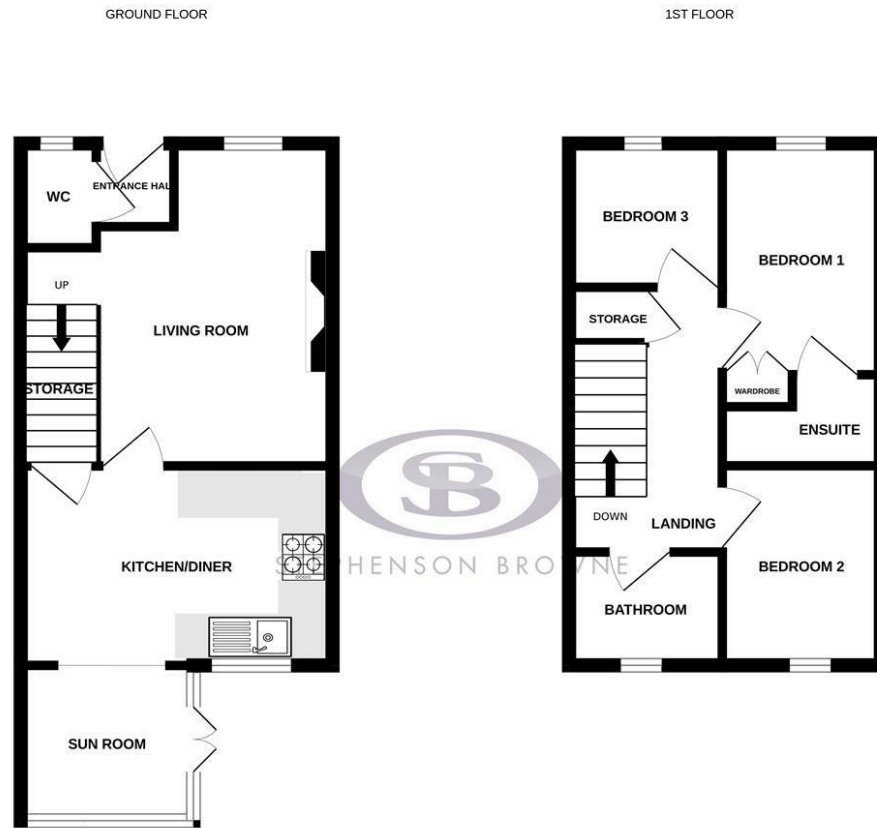 GROUND FLOOR
1ST FLOOR
WC
ENTRANCE HAL
BEDROOM 3
BEDROOM 1
UP
STORAGE
LIVING ROOM
WARDROBE
STORAGE
ENSUITE
SB
DOWN
LANDING
KITCHEN/DINER
STEPHENSON BROWNE
BEDROOM 2
BATHROOM
SUN ROOM